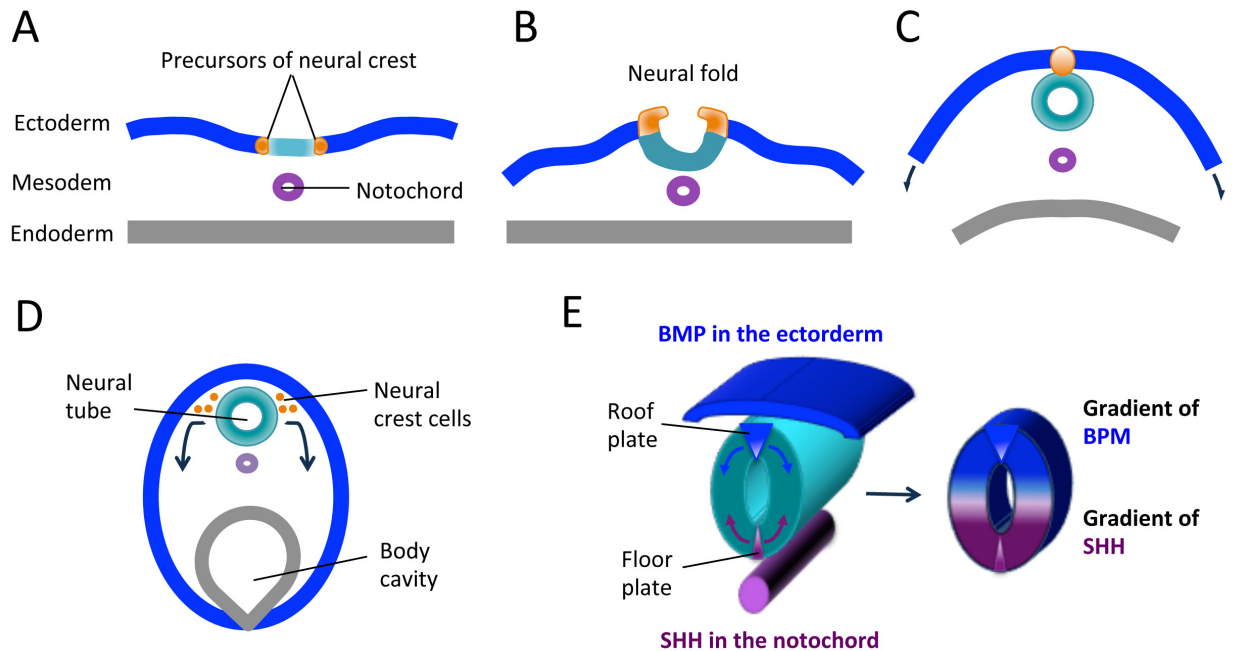 A
Precursors of neural crest
Ectoderm
Mesodem
Notochord
Endoderm
B
Neural fold
C
D
Neural
tube
Neural
crest cells
Body
cavity
E
BMP in the ectorderm
Roof
plate
Floor
plate
SHH in the notochord
Gradient of
BPM
Gradient of
SHH